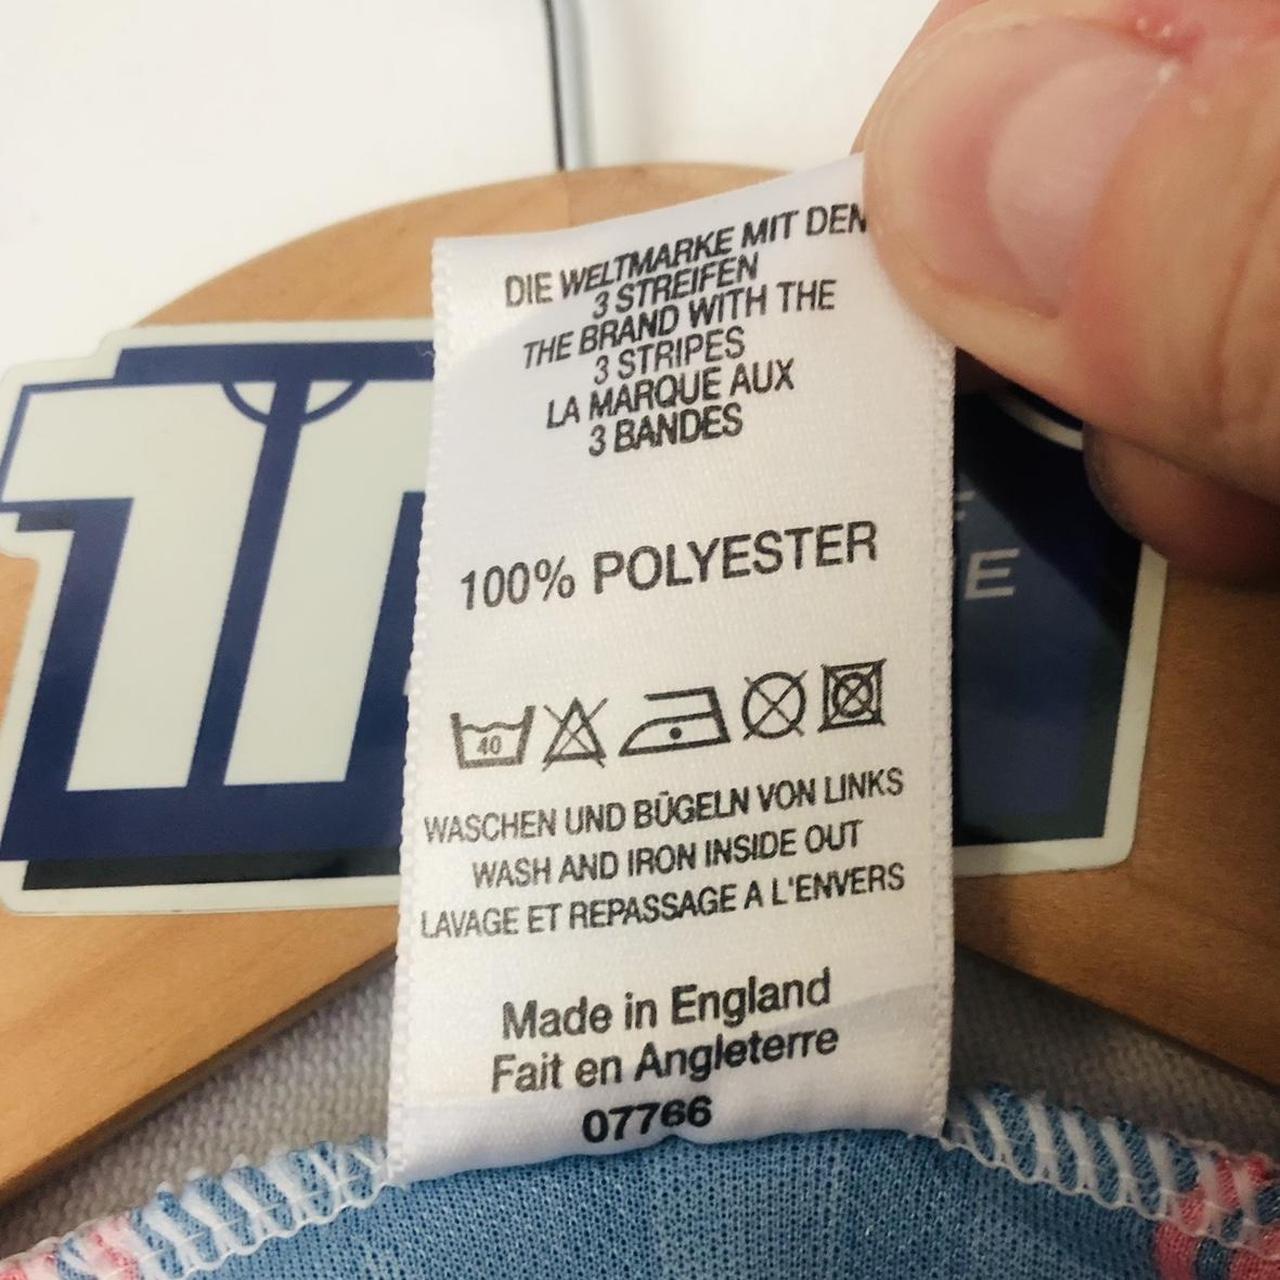 DIE WELTMARKE MIT DEN
3 STREIFEN
THE BRAND WITH THE
3 STRIPES
LA MARQUE AUX
3 BANDES
100% POLYESTER
40
WASCHEN UND BÜGELN VON LINKS
WASH AND IRON INSIDE OUT
LAVAGE ET REPASSAGE A L'ENVERS
Made in England
Fait en Angleterre
07766